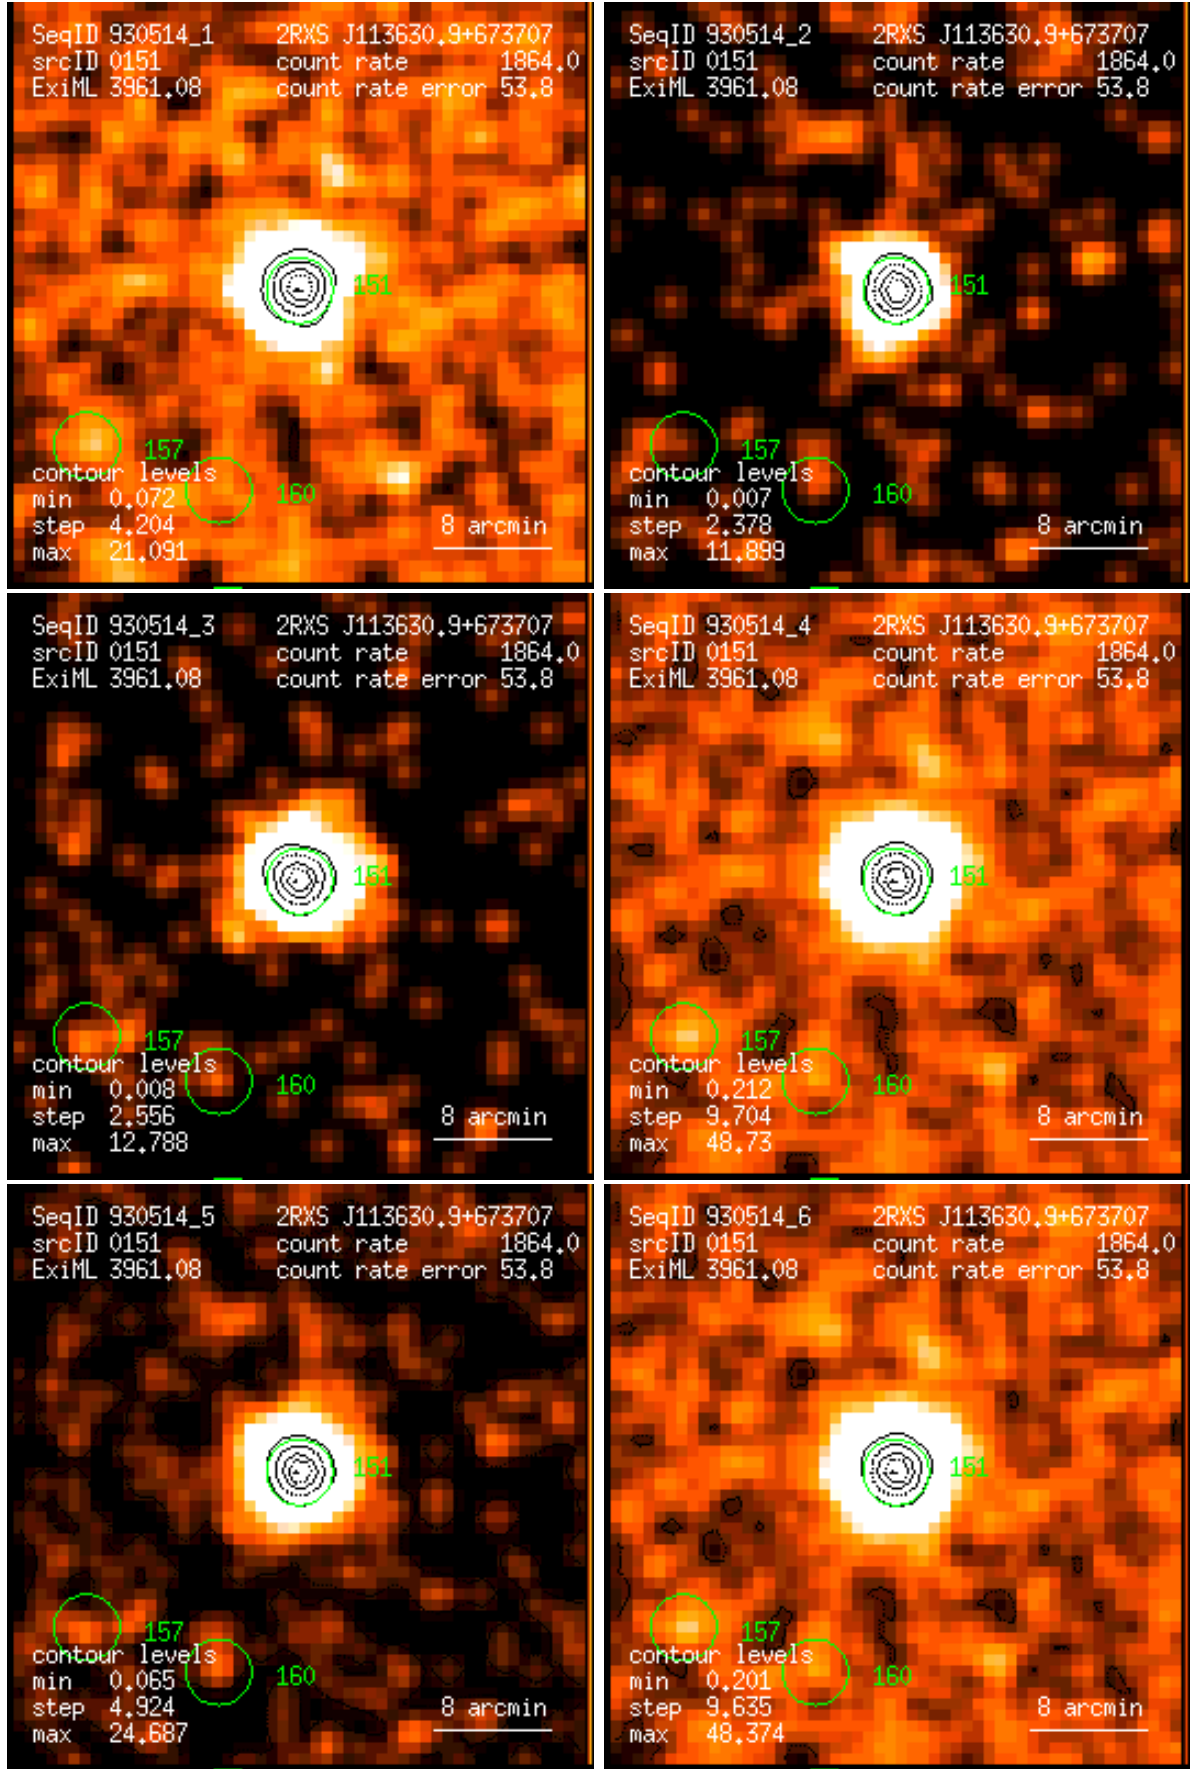 SeqID 930514_1 2RXS J113630.9+673707
srcID 0151 count rate 1864.0
ExiML 3961.08 count rate error 53.8
151
157
contour levels
min 0.072
160
step 4.204
8 arcmin
max 21.091
SeqID 930514_2 2RXS J113630.9+673707
srcID 0151 count rate 1864.0
ExiML 3961.08 count rate error 53.8
151
157
contour levels
min 0.007
160
step 2.378
8 arcmin
max 11.899
SeqID 930514_3 2RXS J113630.9+673707
srcID 0151 count rate 1864.0
ExiML 3961.08 count rate error 53.8
151
157
contour levels
min 0.008
160
step 2.556
8 arcmin
max 12.788
SeqID 930514_4 2RXS J113630.9+673707
srcID 0151 count rate 1864.0
ExiML 3961.08 count rate error 53.8
151
157
contour levels
min 0.212
160
step 9.704
8 arcmin
max 48.73
SeqID 930514_5 2RXS J113630.9+673707
srcID 0151 count rate 1864.0
ExiML 3961.08 count rate error 53.8
151
157
contour levels
min 0.065
160
step 4.924
8 arcmin
max 24.687
SeqID 930514_6 2RXS J113630.9+673707
srcID 0151 count rate 1864.0
ExiML 3961.08 count rate error 53.8
151
157
contour levels
min 0.201
160
step 9.635
8 arcmin
max 48.374